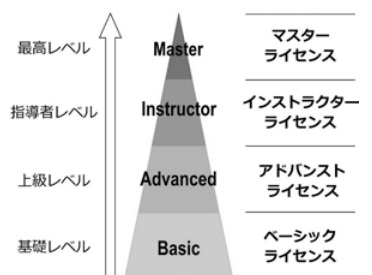 最高レベル
Master
マスター
ライセンス
指導者レベル
Instructor
インストラクター
ライセンス
上級レベル
Advanced
アドバンスト
ライセンス
基礎レベル
Basic
ベーシック
ライセンス